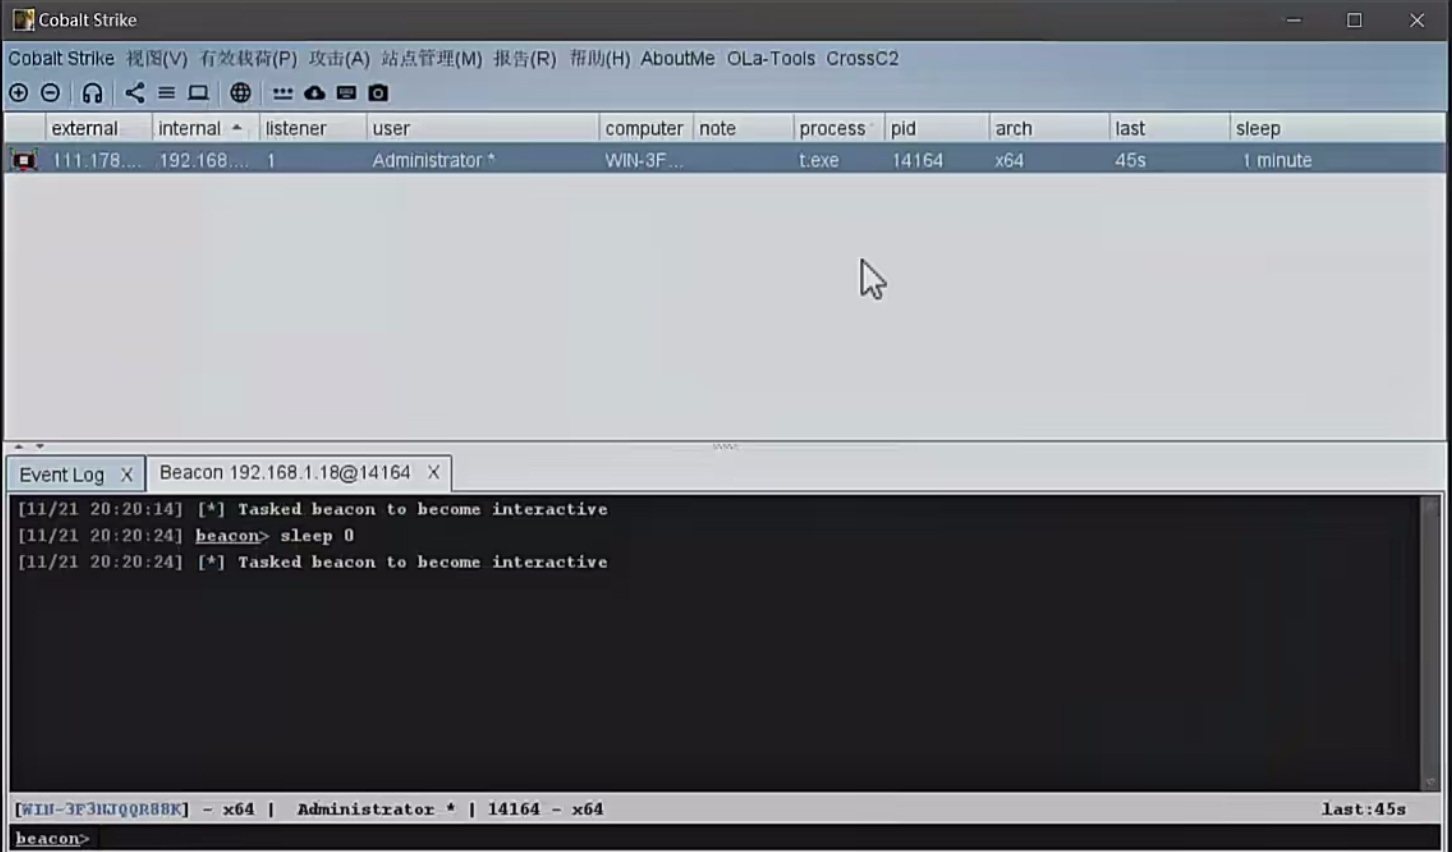 Cobalt Strike
Cobalt Strike 视图(V) 有效载荷(P) 攻击(A) 站点管理(M) 报告(R) 帮助(H) AboutMe OLa-Tools CrossC2
external internal listener user computer note process pid arch last sleep
111.178.... 192.168.... 1 Administrator * WIN-3F... t.exe 14164 x64 45s 1 minute
Event Log X Beacon 192.168.1.18@14164 X
[11/21 20:20:14] [*] Tasked beacon to become interactive
[11/21 20:20:24] beacon> sleep 0
[11/21 20:20:24] [*] Tasked beacon to become interactive
[WIN-3F3NJQQR88K] - x64 | Administrator * | 14164 - x64 last:45s
beacon>